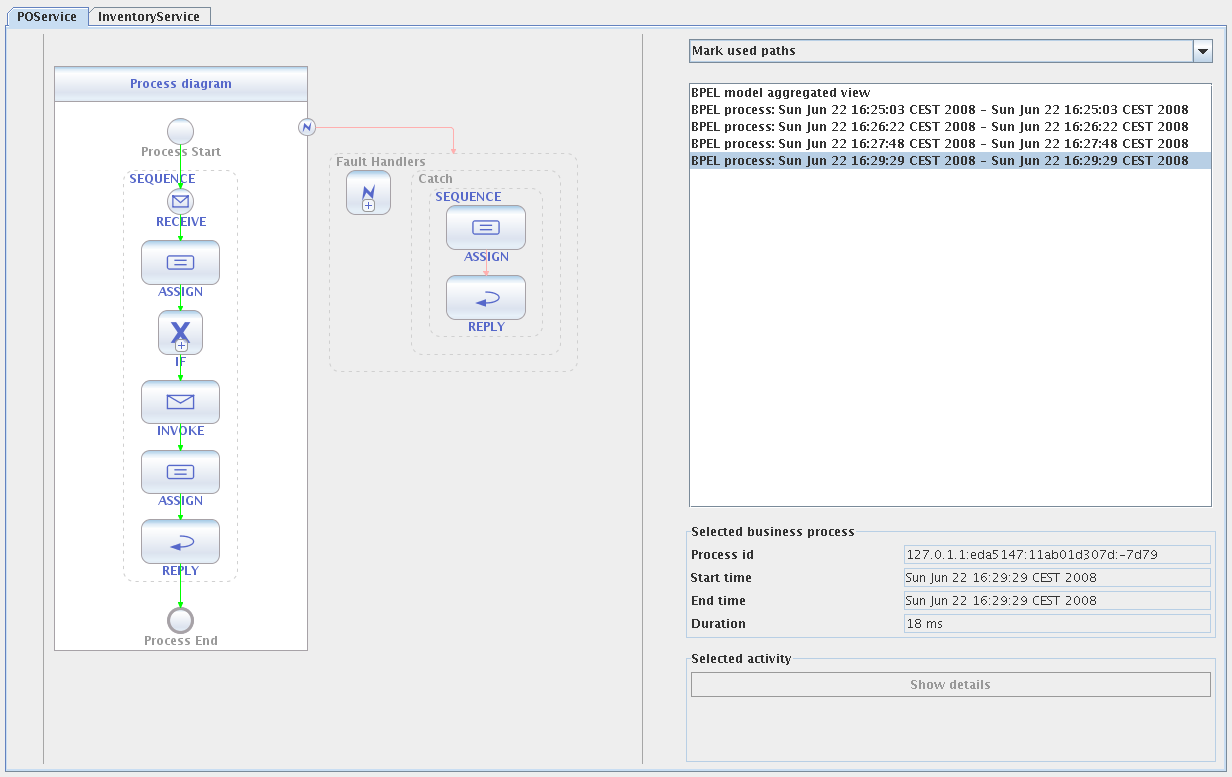 POService
InventoryService
Process diagram
Process Start
SEQUENCE
RECEIVE
ASSIGN
IF
INVOKE
ASSIGN
REPLY
Process End
Fault Handlers
Catch
SEQUENCE
ASSIGN
REPLY
Mark used paths
BPEL model aggregated view
BPEL process: Sun Jun 22 16:25:03 CEST 2008 - Sun Jun 22 16:25:03 CEST 2008
BPEL process: Sun Jun 22 16:26:22 CEST 2008 - Sun Jun 22 16:26:22 CEST 2008
BPEL process: Sun Jun 22 16:27:48 CEST 2008 - Sun Jun 22 16:27:48 CEST 2008
BPEL process: Sun Jun 22 16:29:29 CEST 2008 - Sun Jun 22 16:29:29 CEST 2008
Selected business process
Process id 127.0.1.1:eda5147:11ab01d307d:-7d79
Start time Sun Jun 22 16:29:29 CEST 2008
End time Sun Jun 22 16:29:29 CEST 2008
Duration 18 ms
Selected activity
Show details